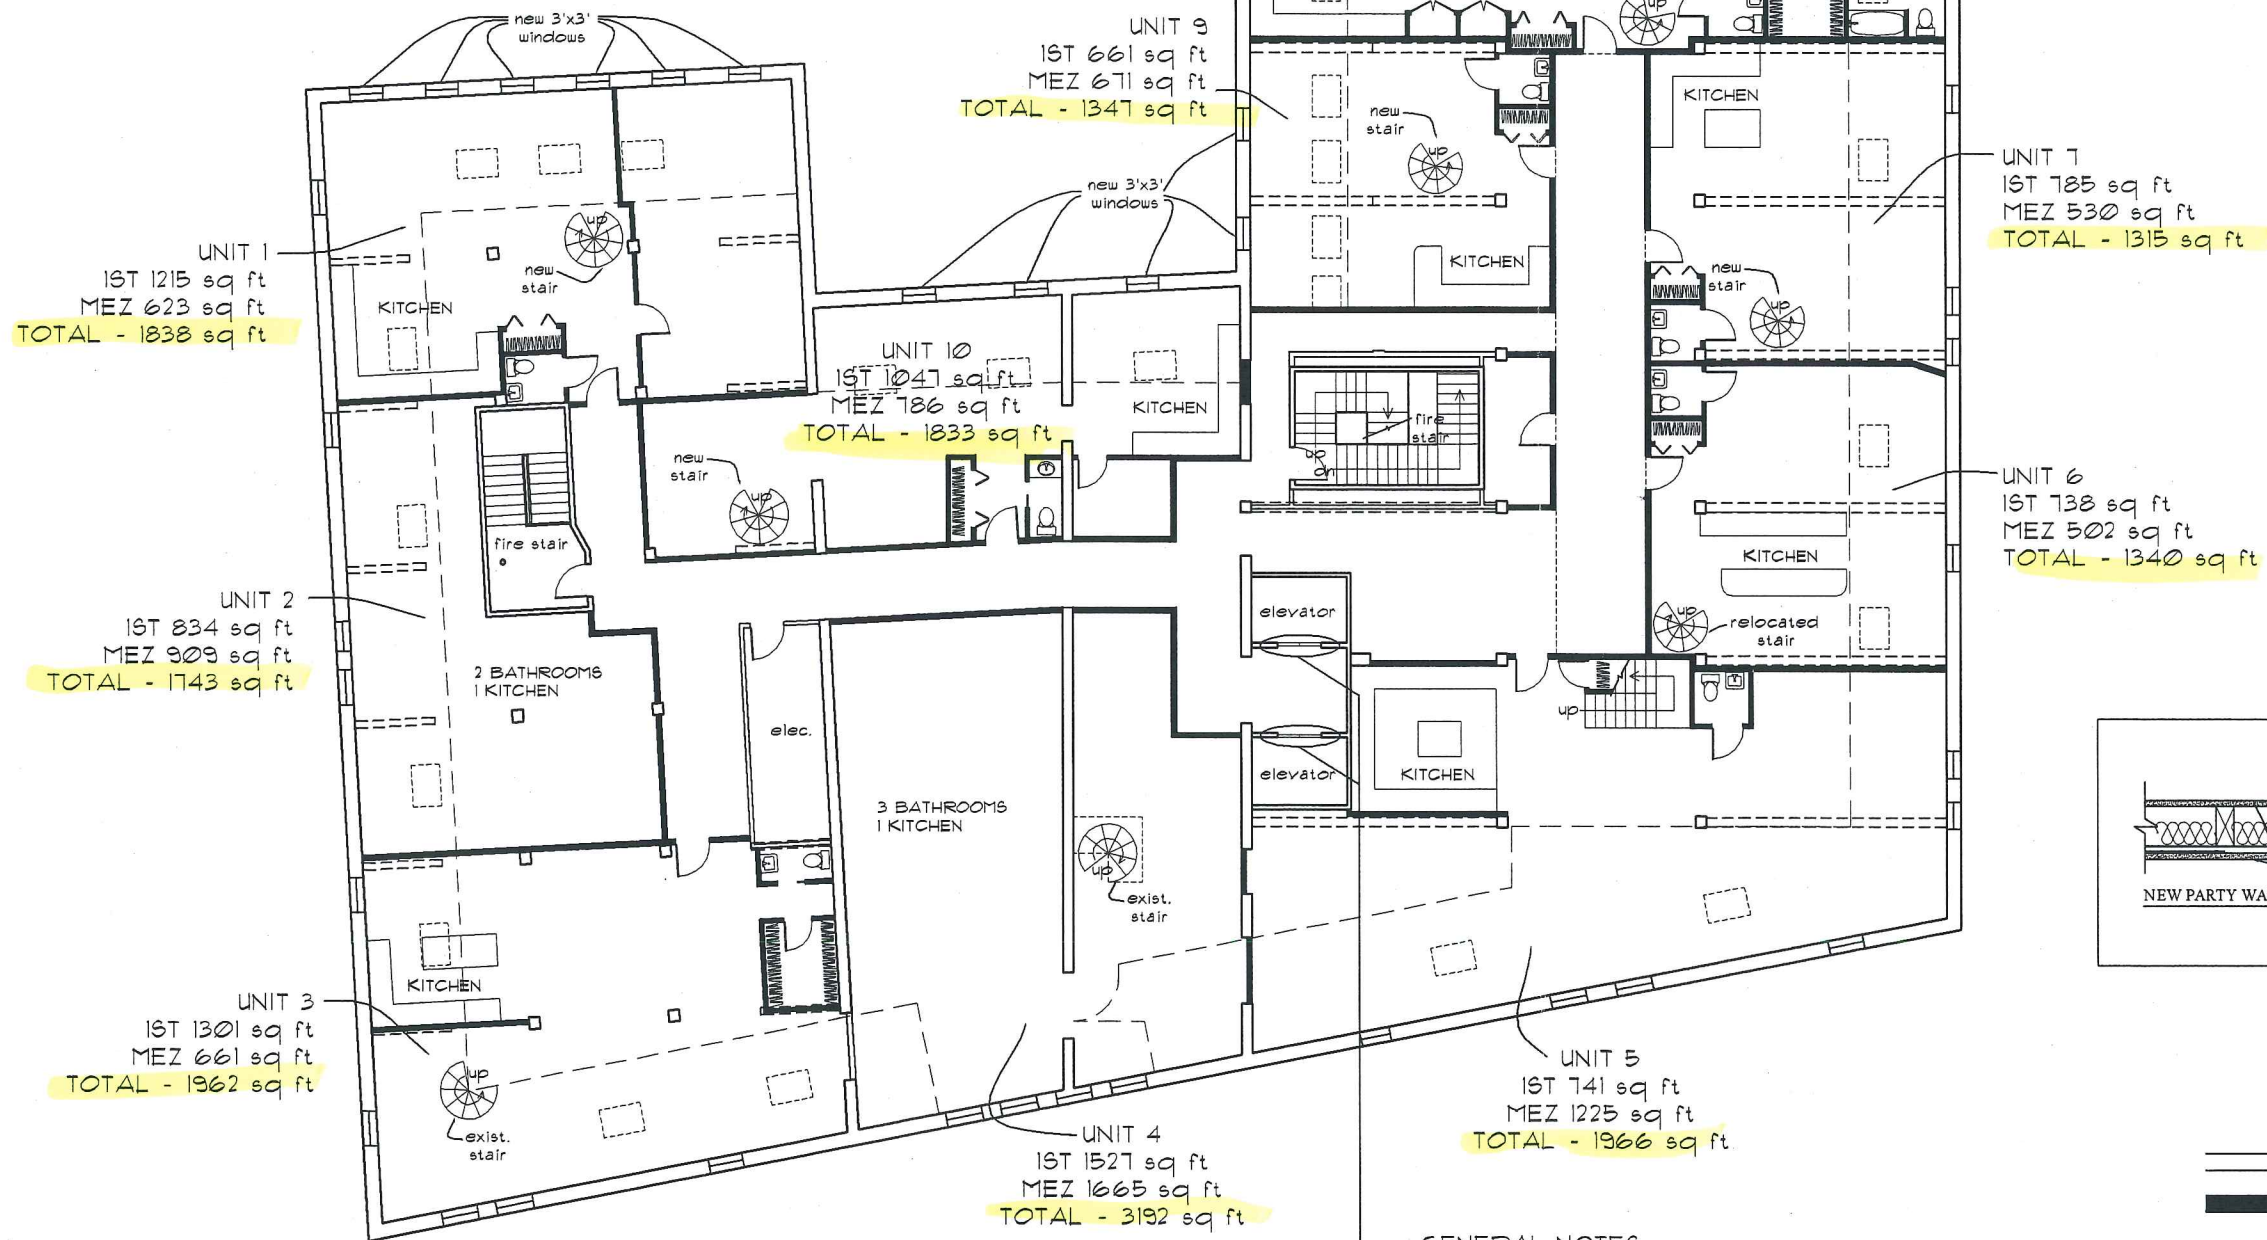 new 3'x3'
windows
UNIT 9
1ST 661 sq ft
MEZ 671 sq ft
TOTAL - 1347 sq ft
up
KITCHEN
new
stair
up
new 3'x3'
windows
KITCHEN
UNIT 7
1ST 785 sq ft
MEZ 530 sq ft
TOTAL - 1315 sq ft
new
stair
up
UNIT 1
1ST 1215 sq ft
MEZ 623 sq ft
TOTAL - 1838 sq ft
up
new
stair
KITCHEN
UNIT 10
1ST 1047 sq ft
MEZ 786 sq ft
TOTAL - 1833 sq ft
KITCHEN
new
stair
up
fire
stair
up
dn
fire stair
UNIT 6
1ST 738 sq ft
MEZ 502 sq ft
TOTAL - 1340 sq ft
KITCHEN
up
relocated
stair
UNIT 2
1ST 834 sq ft
MEZ 909 sq ft
TOTAL - 1743 sq ft
2 BATHROOMS
1 KITCHEN
elec.
elevator
elevator
up
KITCHEN
3 BATHROOMS
1 KITCHEN
up
exist.
stair
NEW PARTY WA
KITCHEN
UNIT 3
1ST 1301 sq ft
MEZ 661 sq ft
TOTAL - 1962 sq ft
up
exist.
stair
UNIT 4
1ST 1527 sq ft
MEZ 1665 sq ft
TOTAL - 3192 sq ft
UNIT 5
1ST 741 sq ft
MEZ 1225 sq ft
TOTAL - 1966 sq ft
GENERAL NOTES